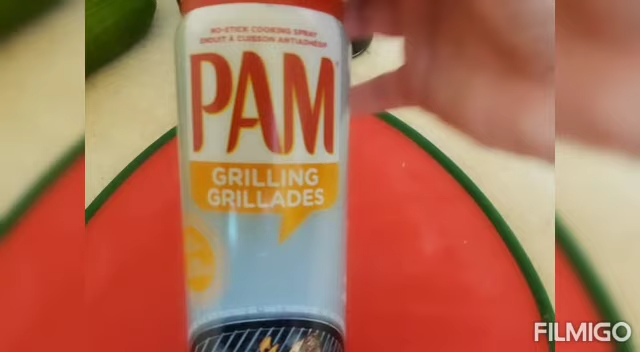 NO-STICK COOKING SPRAY
ENDUIT À CUISSON ANTIADHÉSIF
PAM
GRILLING
GRILLADES
FILMIGO